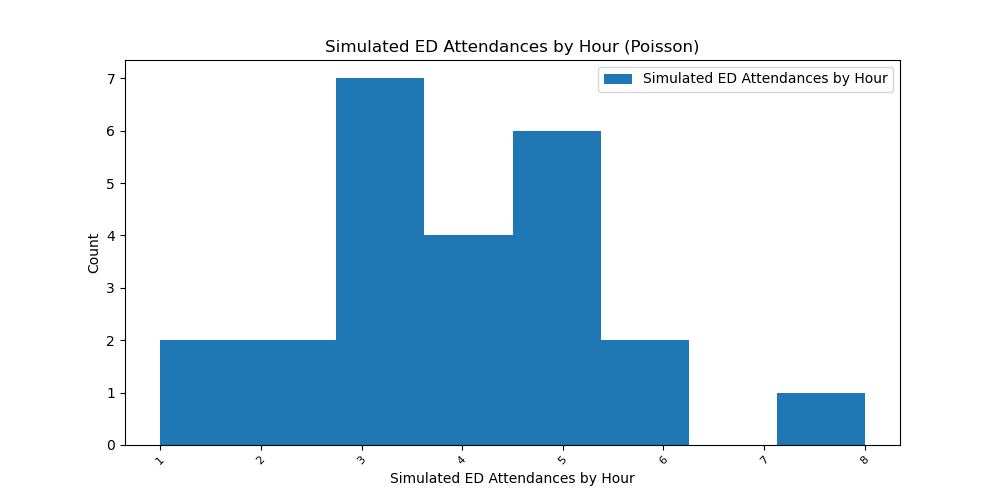 Simulated ED Attendances by Hour (Poisson)
Simulated ED Attendances by Hour
7
6
5
4
3
2
1
0
Count
1 2 3 4 5 6 7 8
Simulated ED Attendances by Hour